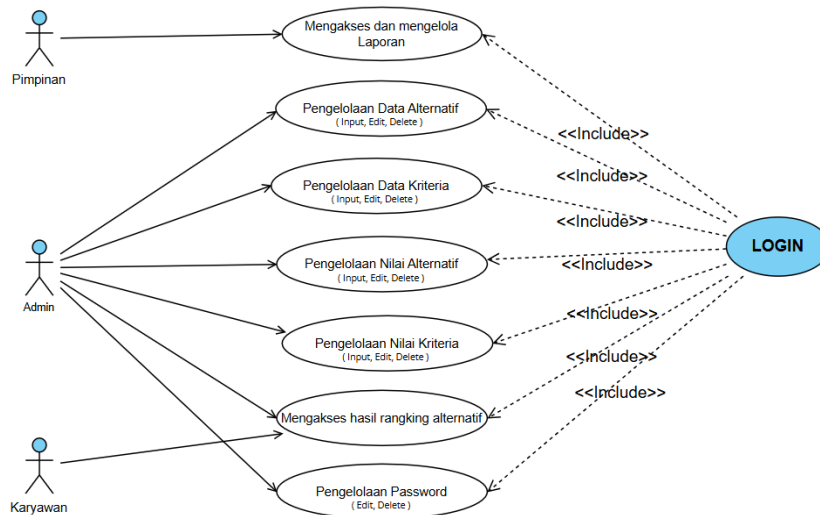 Mengakses dan mengelola
Laporan
Pimpinan
Pengelolaan Data Alternatif
( Input, Edit, Delete )
<<Include>>
<<Include>>
Pengelolaan Data Kriteria
( Input, Edit, Delete )
<<Include>>
LOGIN
Pengelolaan Nilai Alternatif
( Input, Edit, Delete )
<<Include>>
Admin
<<Include>>
Pengelolaan Nilai Kriteria
( Input, Edit, Delete )
<<Include>>
<<Include>>
Mengakses hasil rangking alternatif
Karyawan
Pengelolaan Password
( Edit, Delete )